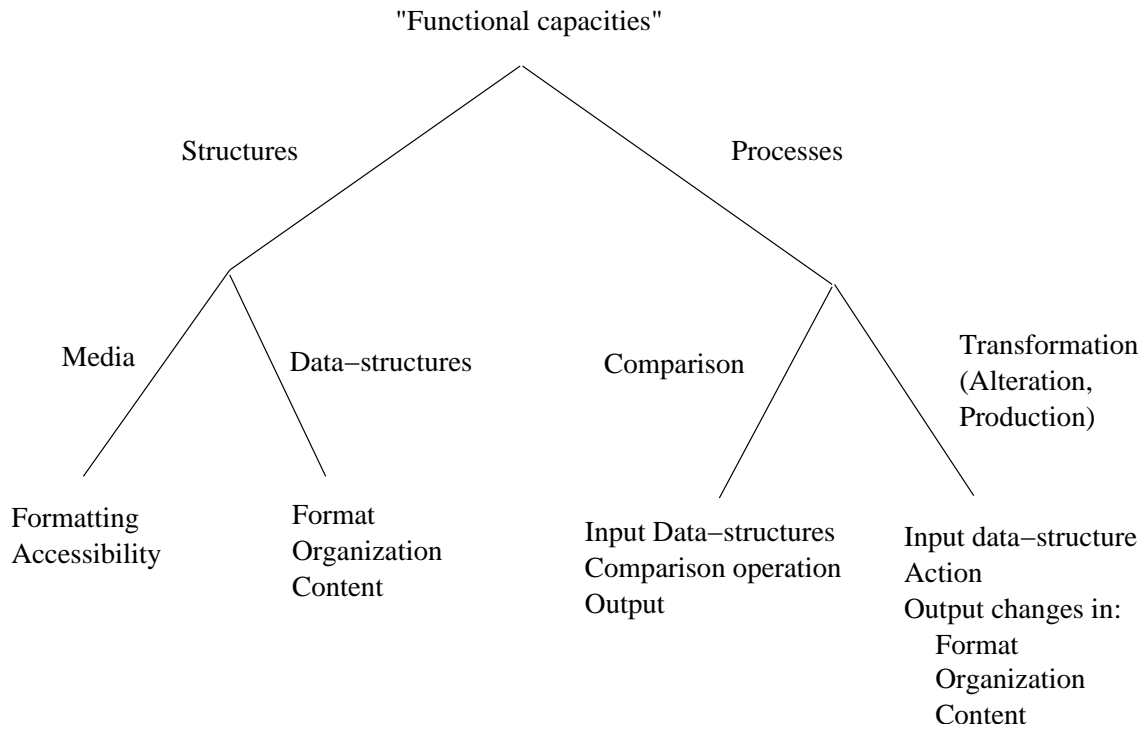 "Functional capacities"
Structures
Processes
Media
Data−structures
Comparison
Transformation
(Alteration,
Production)
Formatting
Accessibility
Format
Organization
Content
Input Data−structures
Comparison operation
Output
Input data−structure
Action
Output changes in:
Format
Organization
Content